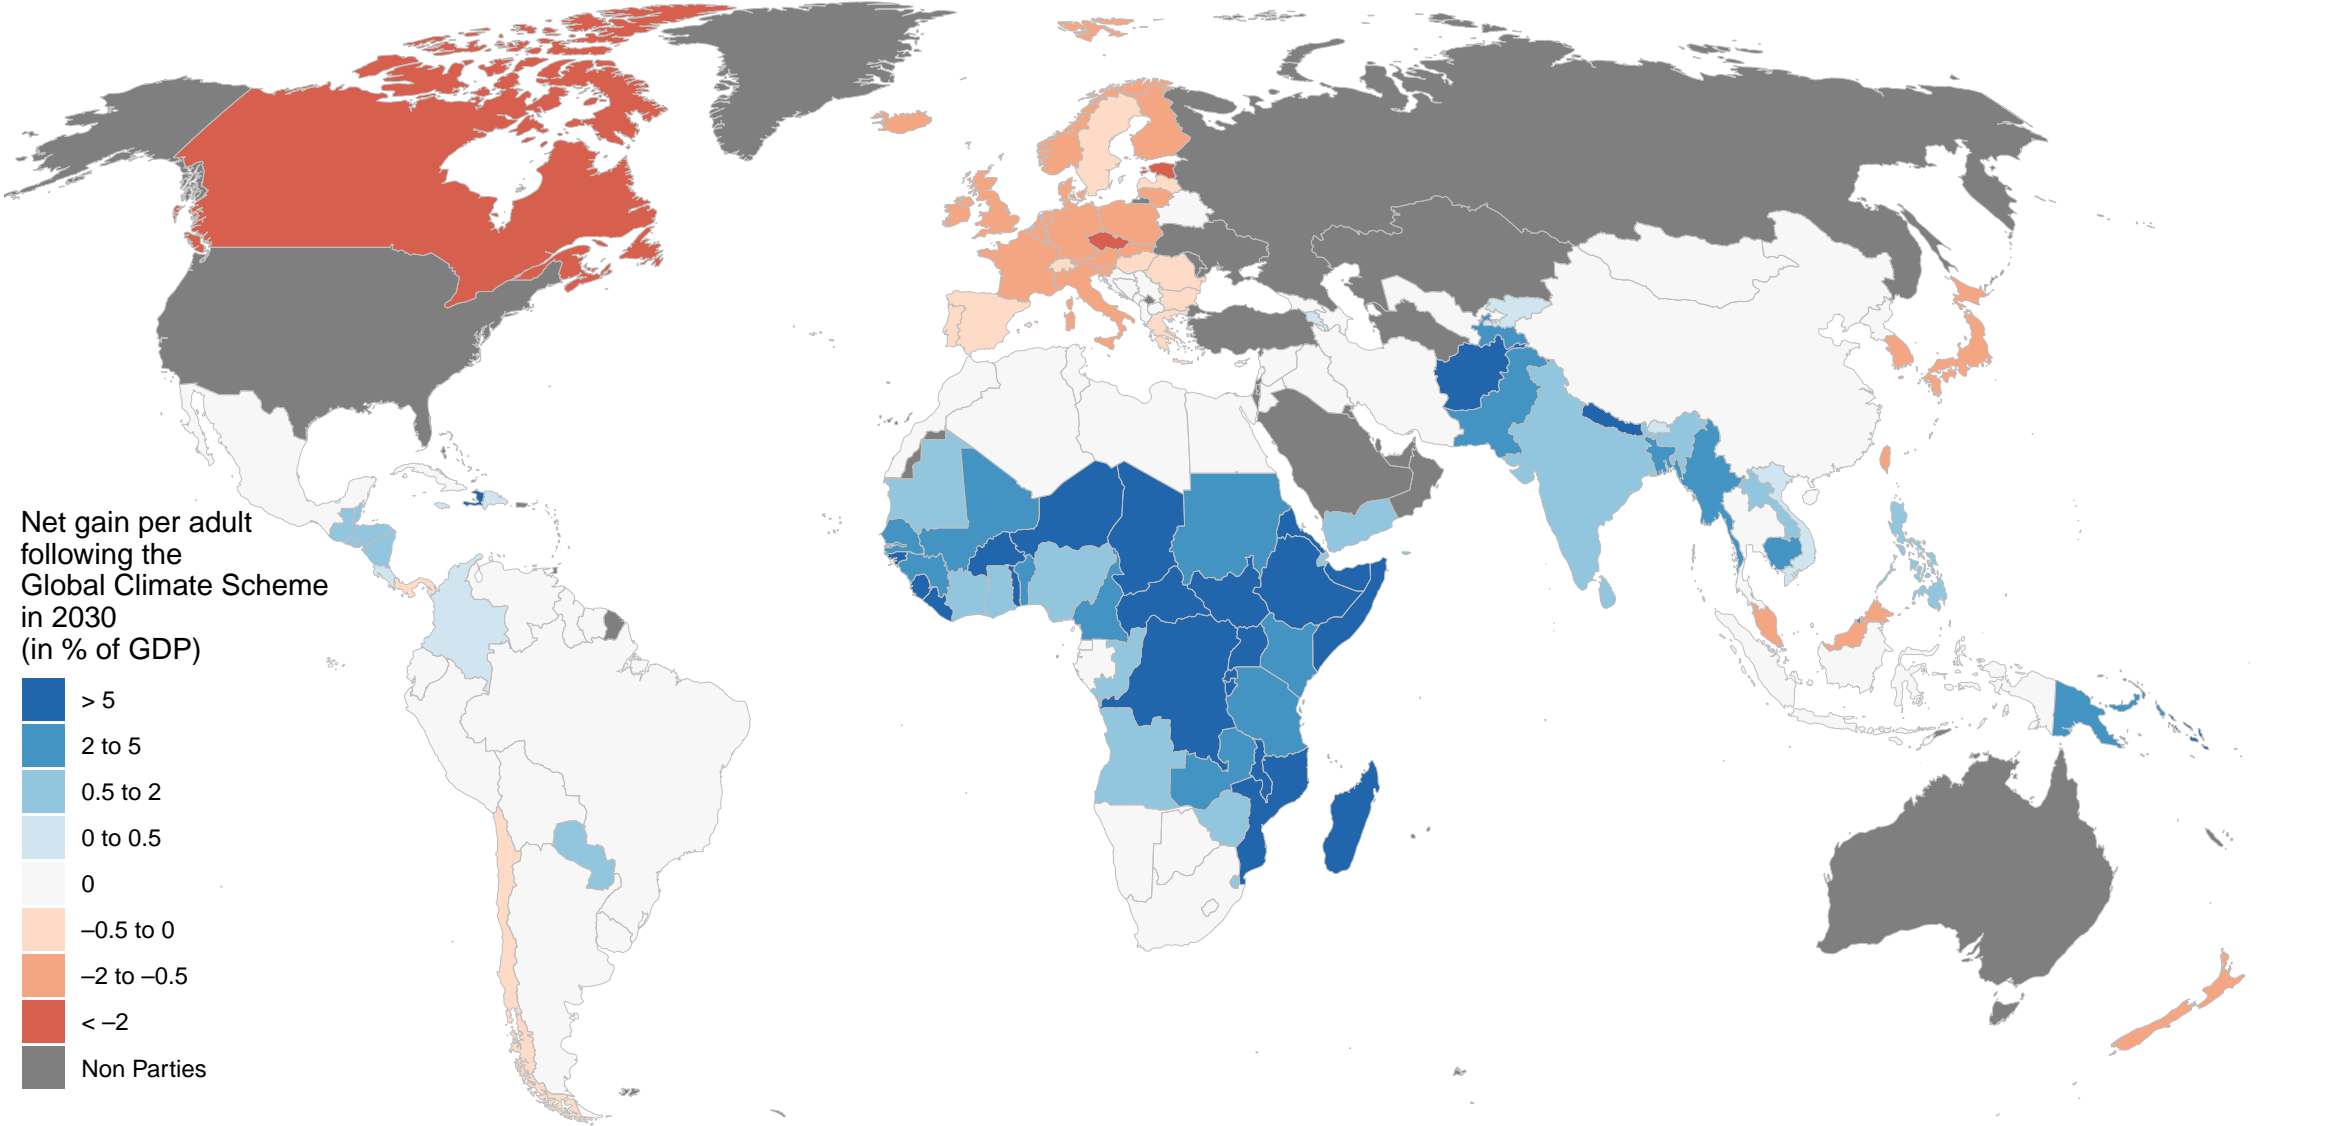 Net gain per adult
following the
Global Climate Scheme
in 2030
(in % of GDP)
> 5
2 to 5
0.5 to 2
0 to 0.5
0
–0.5 to 0
–2 to –0.5
< –2
Non Parties